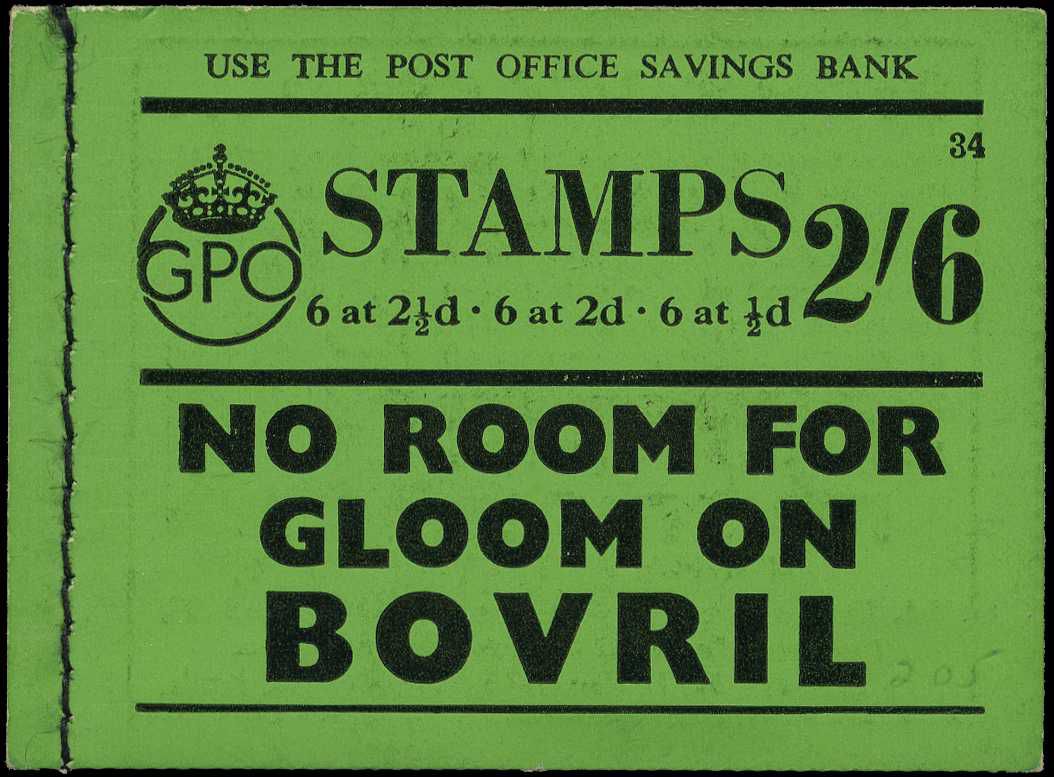 USE THE POST OFFICE SAVINGS BANK
34
GPO
STAMPS 2/6
6 at 2½d · 6 at 2d · 6 at ½d
NO ROOM FOR
GLOOM ON
BOVRIL